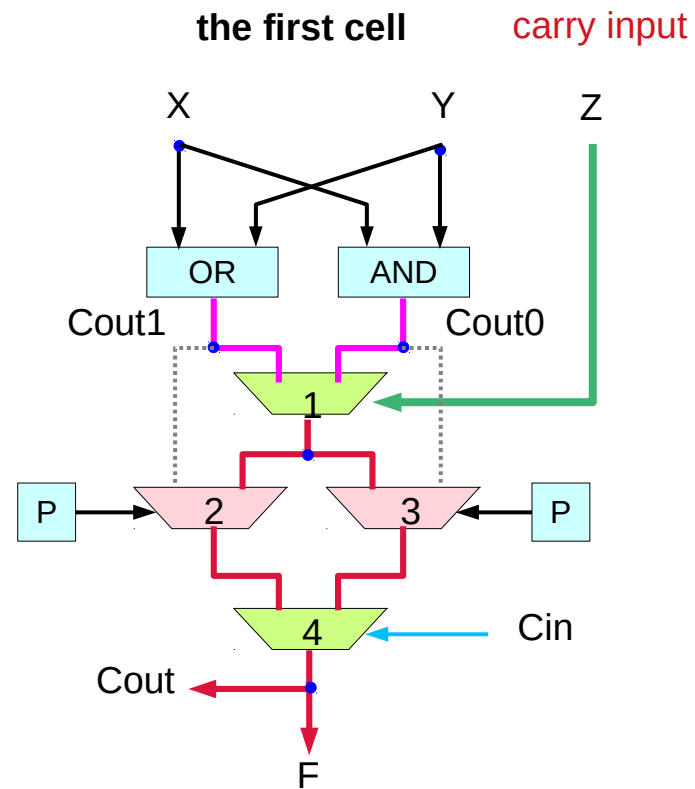 the first cell
carry input
X
Y
Z
OR
AND
Cout1
Cout0
1
P
2
3
P
4
Cin
Cout
F